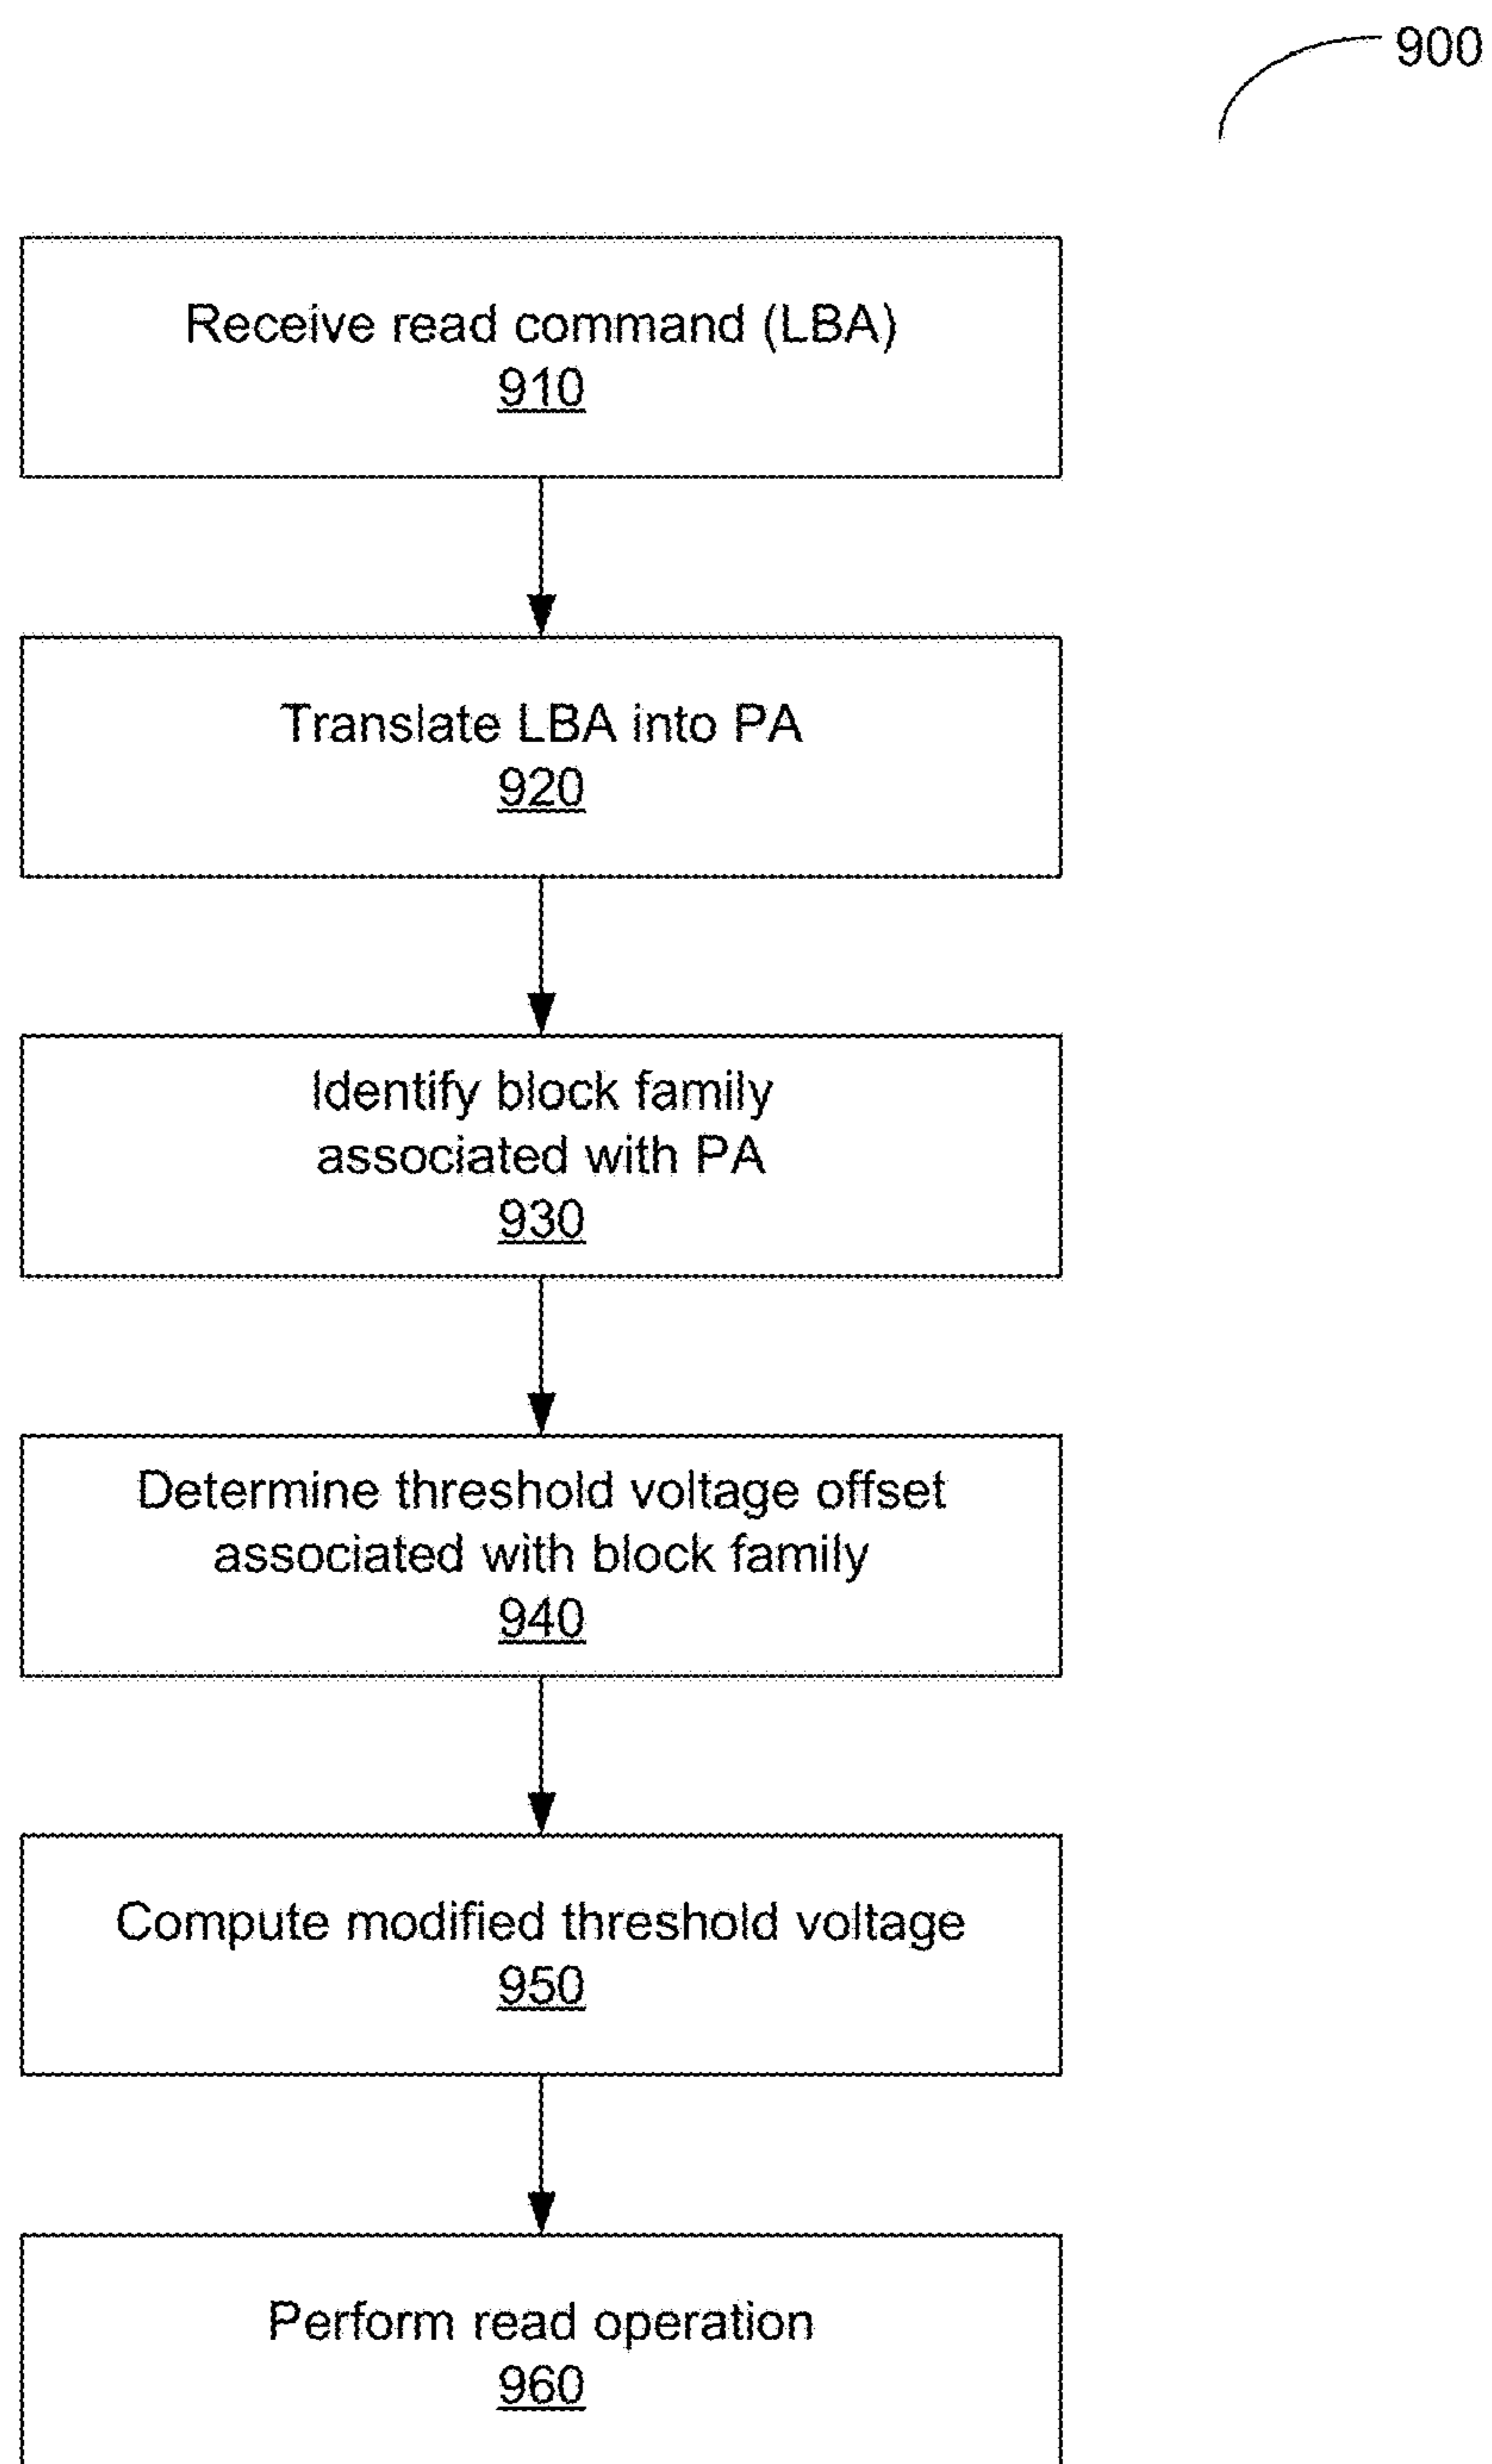 900
Receive read command (LBA)
910
Translate LBA into PA
920
Identify block family
associated with PA
930
Determine threshold voltage offset
associated with block family
940
Compute modified threshold voltage
950
Perform read operation
960